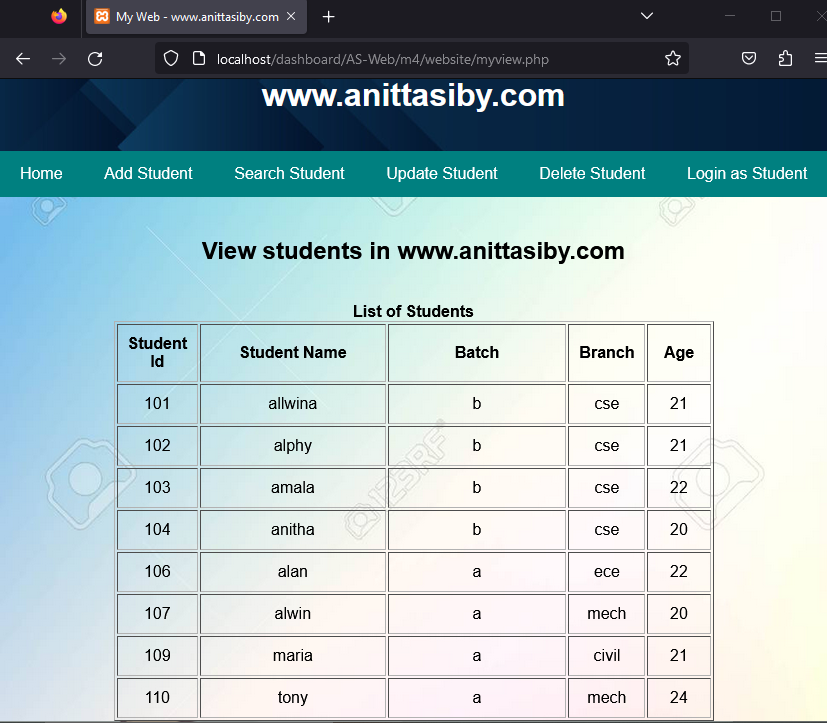 My Web - www.anittasiby.com
localhost/dashboard/AS-Web/m4/website/myview.php
www.anittasiby.com
Home Add Student Search Student Update Student Delete Student Login as Student
View students in www.anittasiby.com
List of Students
Student Id Student Name Batch Branch Age
101 allwina b cse 21
102 alphy b cse 21
103 amala b cse 22
104 anitha b cse 20
106 alan a ece 22
107 alwin a mech 20
109 maria a civil 21
110 tony a mech 24
123RF